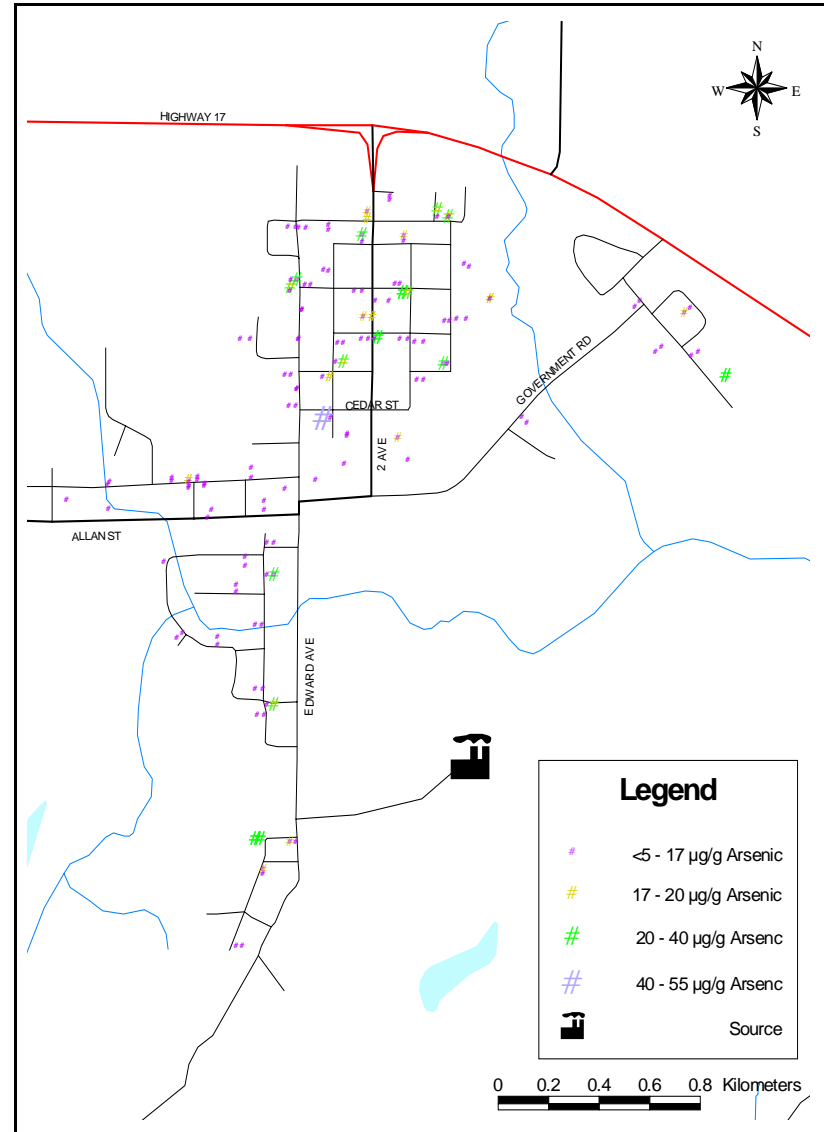 N
W E
S
HIGHWAY 17
GOVERNMENT RD
CEDAR ST
2 AVE
ALLAN ST
EDWARD AVE
Legend
# <5 - 17 µg/g Arsenic
# 17 - 20 µg/g Arsenic
# 20 - 40 µg/g Arsenc
# 40 - 55 µg/g Arsenc
Source
0 0.2 0.4 0.6 0.8 Kilometers